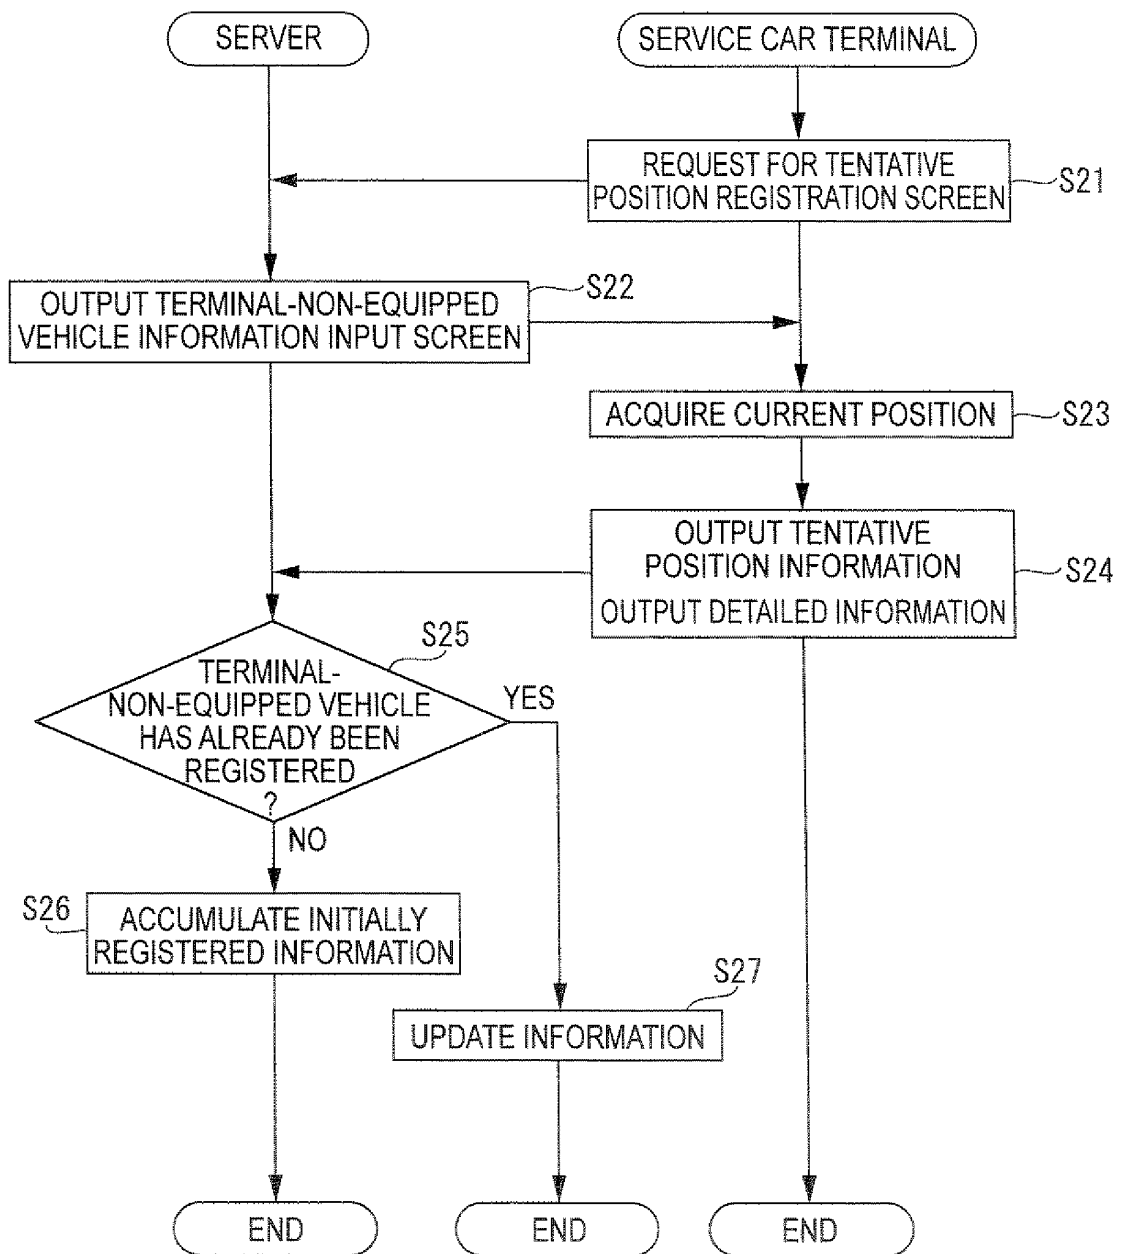 SERVER
SERVICE CAR TERMINAL
REQUEST FOR TENTATIVE
POSITION REGISTRATION SCREEN
S21
OUTPUT TERMINAL-NON-EQUIPPED
VEHICLE INFORMATION INPUT SCREEN
S22
ACQUIRE CURRENT POSITION
S23
OUTPUT TENTATIVE
POSITION INFORMATION
OUTPUT DETAILED INFORMATION
S24
S25
TERMINAL-
NON-EQUIPPED VEHICLE
HAS ALREADY BEEN
REGISTERED
?
YES
NO
S26
ACCUMULATE INITIALLY
REGISTERED INFORMATION
S27
UPDATE INFORMATION
END
END
END